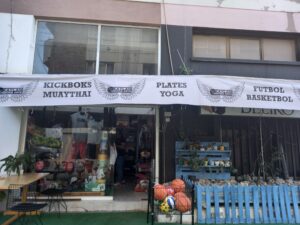 KICKBOKS
MUAYTHAI
PLATES
YOGA
FUTBOL
BASKETBOL